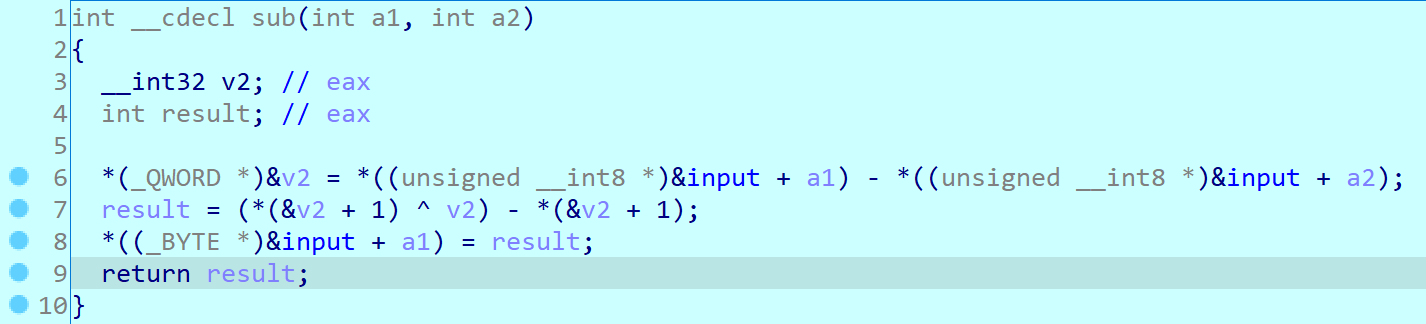 1 int __cdecl sub(int a1, int a2)
2 {
3   __int32 v2; // eax
4   int result; // eax
5
6   *(_QWORD *)&v2 = *((unsigned __int8 *)&input + a1) - *((unsigned __int8 *)&input + a2);
7   result = (*(&v2 + 1) ^ v2) - *(&v2 + 1);
8   *((_BYTE *)&input + a1) = result;
9   return result;
10 }